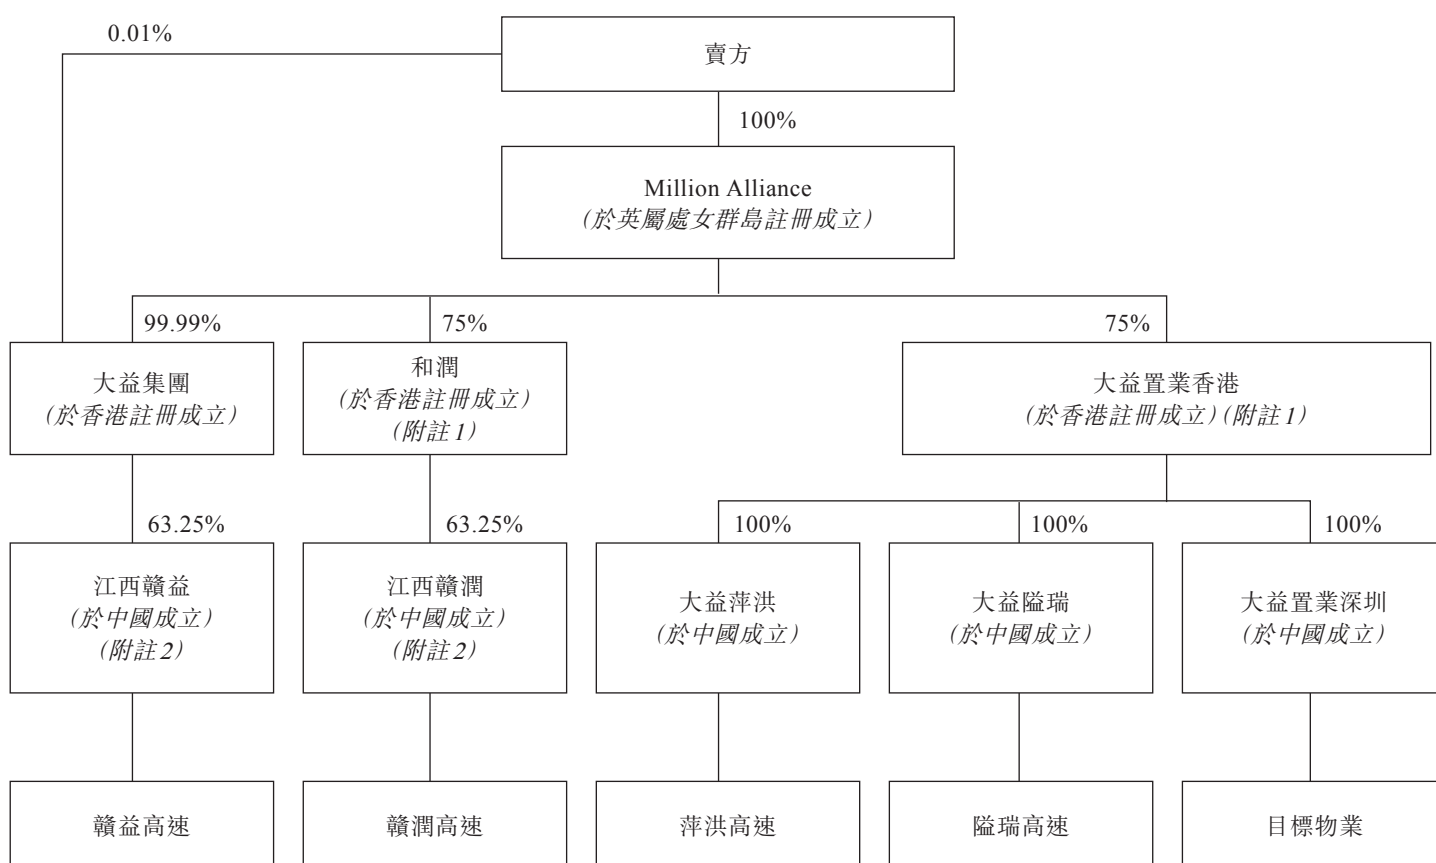 0.01%
賣方
100%
Million Alliance
(於英屬處女群島註冊成立)
99.99%
75%
75%
大益集團
(於香港註冊成立)
和潤
(於香港註冊成立)
(附註1)
大益置業香港
(於香港註冊成立)(附註1)
63.25%
63.25%
100%
100%
100%
江西贛益
(於中國成立)
(附註2)
江西贛潤
(於中國成立)
(附註2)
大益萍洪
(於中國成立)
大益隘瑞
(於中國成立)
大益置業深圳
(於中國成立)
贛益高速
贛潤高速
萍洪高速
隘瑞高速
目標物業